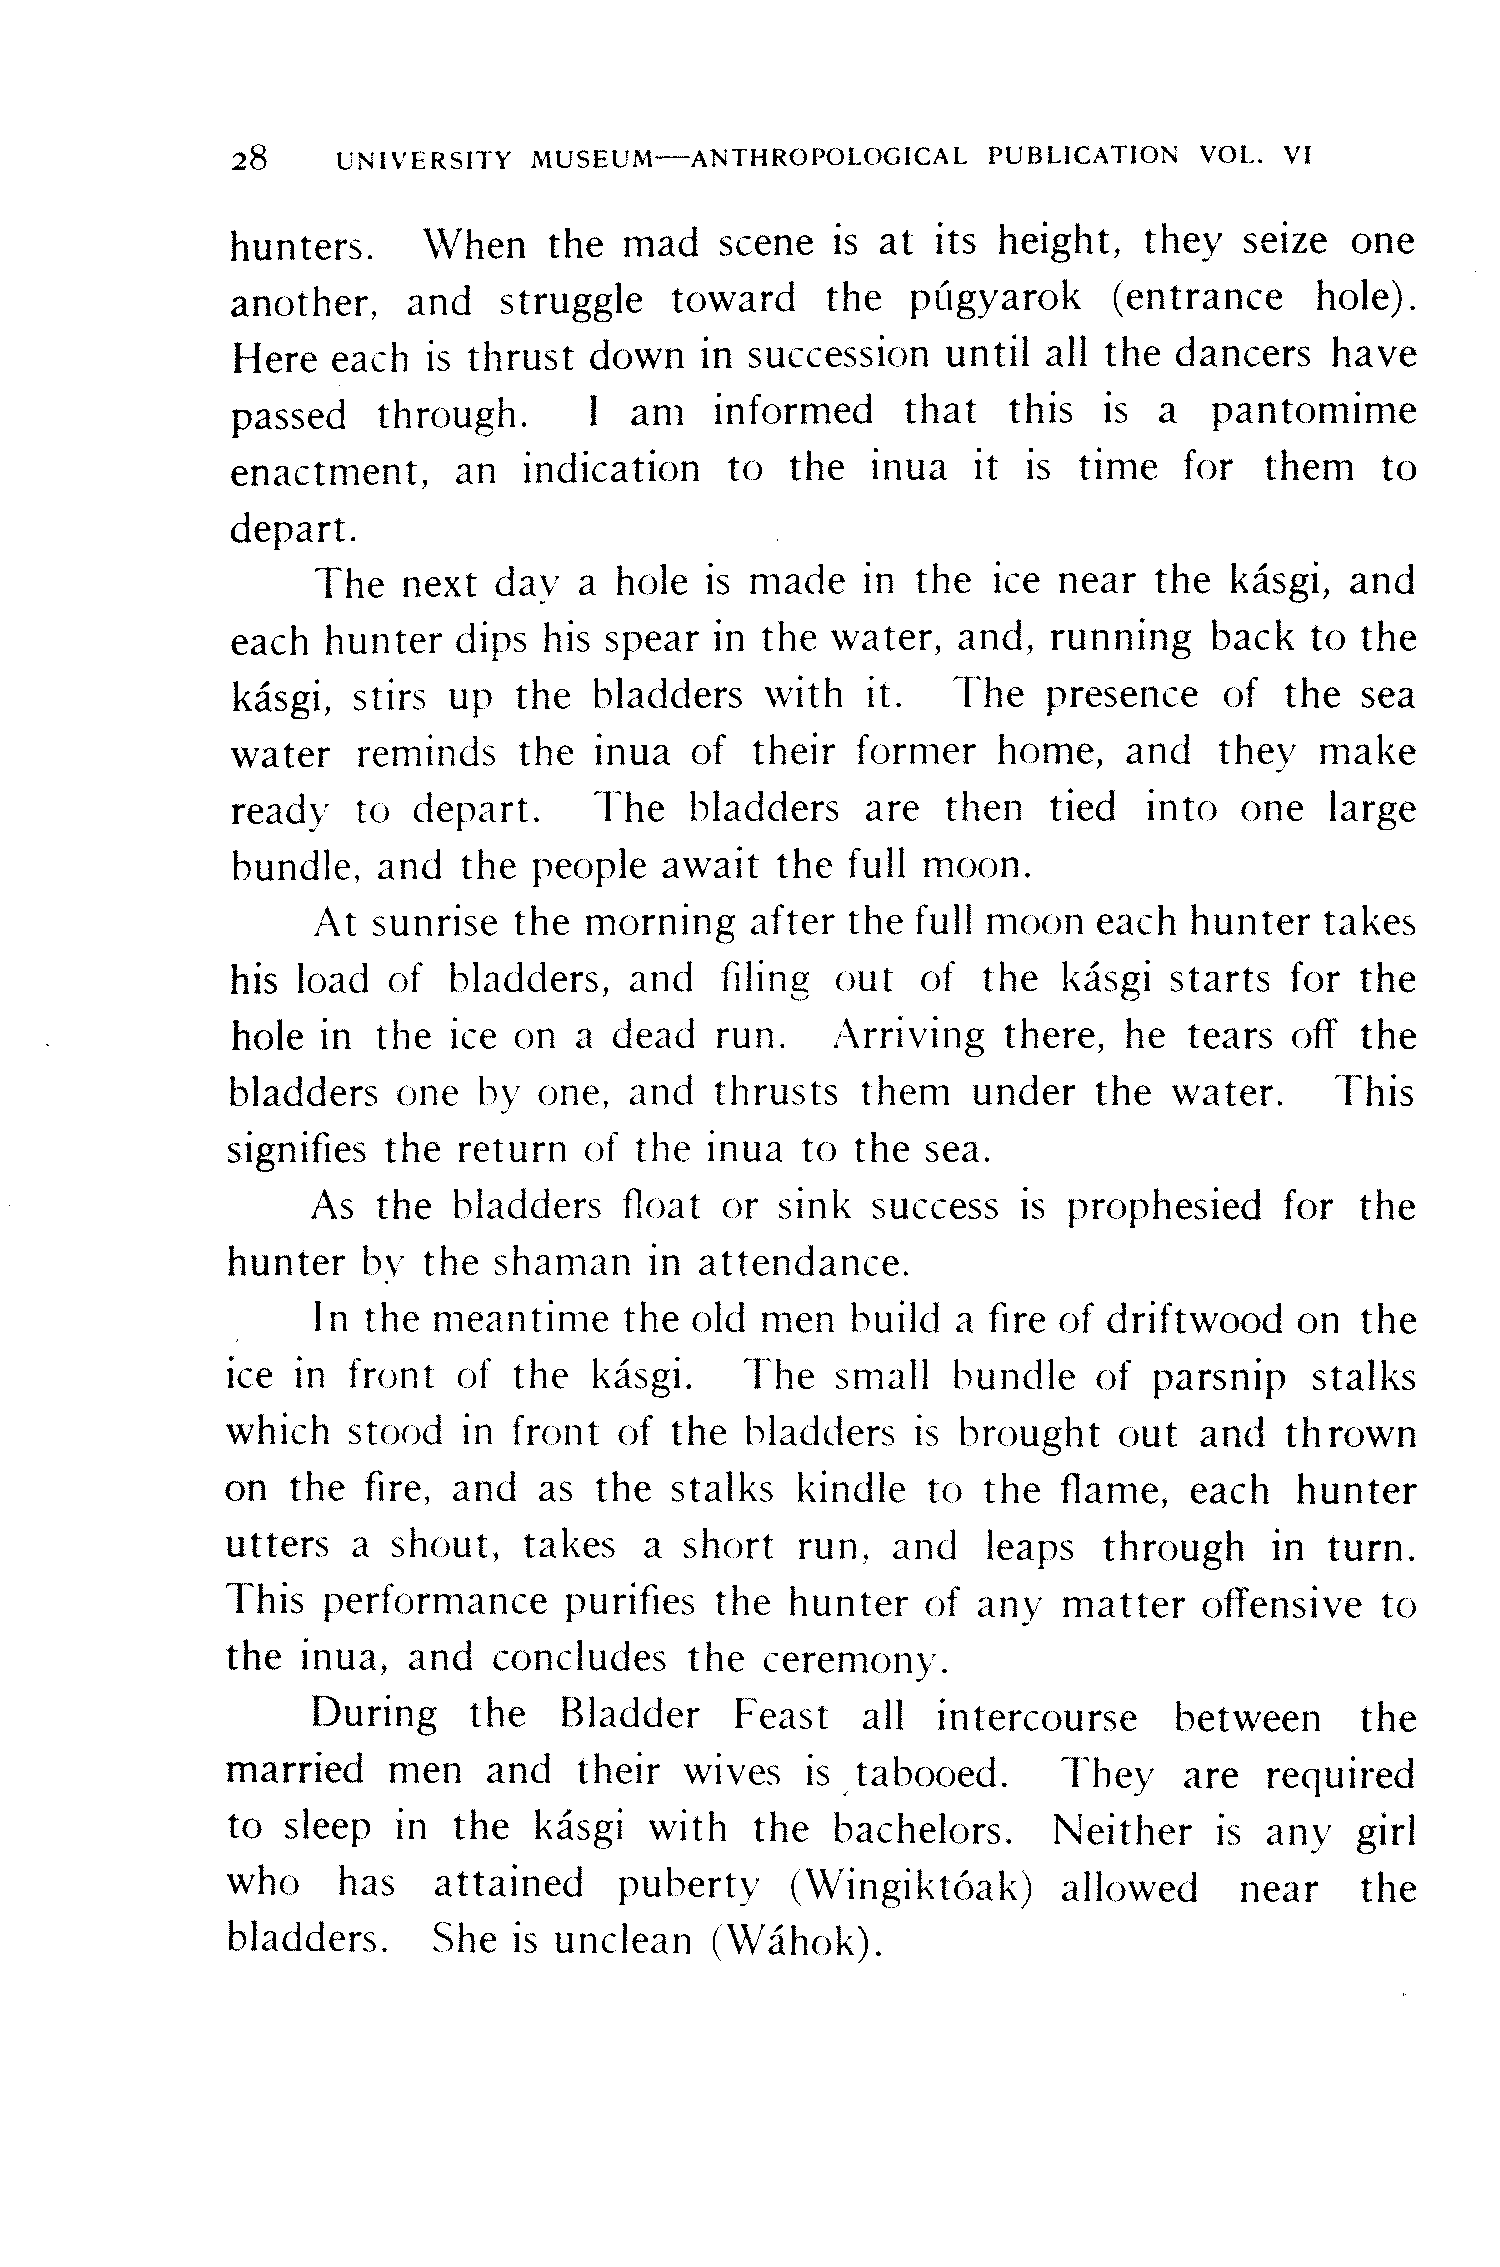 28 UNIVERSITY MUSEUM—ANTHROPOLOGICAL PUBLICATION VOL. VI
hunters. When the mad scene is at its height, they seize one
another, and struggle toward the púgyarok (entrance hole).
Here each is thrust down in succession until all the dancers have
passed through. I am informed that this is a pantomime
enactment, an indication to the inua it is time for them to
depart.
The next day a hole is made in the ice near the kásgi, and
each hunter dips his spear in the water, and, running back to the
kásgi, stirs up the bladders with it. The presence of the sea
water reminds the inua of their former home, and they make
ready to depart. The bladders are then tied into one large
bundle, and the people await the full moon.
At sunrise the morning after the full moon each hunter takes
his load of bladders, and filing out of the kásgi starts for the
hole in the ice on a dead run. Arriving there, he tears off the
bladders one by one, and thrusts them under the water. This
signifies the return of the inua to the sea.
As the bladders float or sink success is prophesied for the
hunter by the shaman in attendance.
In the meantime the old men build a fire of driftwood on the
ice in front of the kásgi. The small bundle of parsnip stalks
which stood in front of the bladders is brought out and thrown
on the fire, and as the stalks kindle to the flame, each hunter
utters a shout, takes a short run, and leaps through in turn.
This performance purifies the hunter of any matter offensive to
the inua, and concludes the ceremony.
During the Bladder Feast all intercourse between the
married men and their wives is tabooed. They are required
to sleep in the kásgi with the bachelors. Neither is any girl
who has attained puberty (Wingiktóak) allowed near the
bladders. She is unclean (Wáhok).